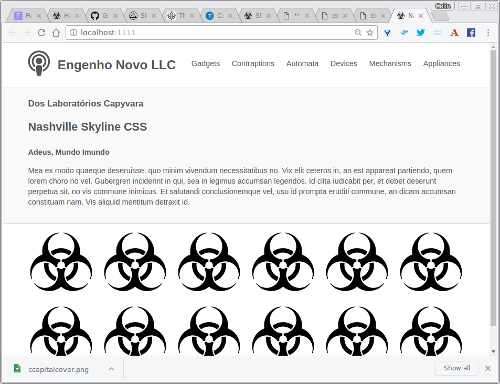 Colin
localhost:1111
Engenho Novo LLC
Gadgets Contraptions Automata Devices Mechanisms Appliances
Dos Laboratórios Capyvara
Nashville Skyline CSS
Adeus, Mundo Imundo
Mea ex modo quaeque deseruisse, quo minim vivendum necessitatibus no. Vix elit ceteros in, an est appareat partiendo, quem
lorem choro no vel. Gubergren inciderint in qui, sea in legimus accumsan legendos. Id clita iudicabit per, et debet deserunt
perpetua sit, no vis commune inimicus. Et salutandi conclusionemque vel, usu id prompta eruditi commune, an dicam accumsan
constituam nam. Vis aliquid mentitum detraxit id.
ccapitalcover.png
Show all